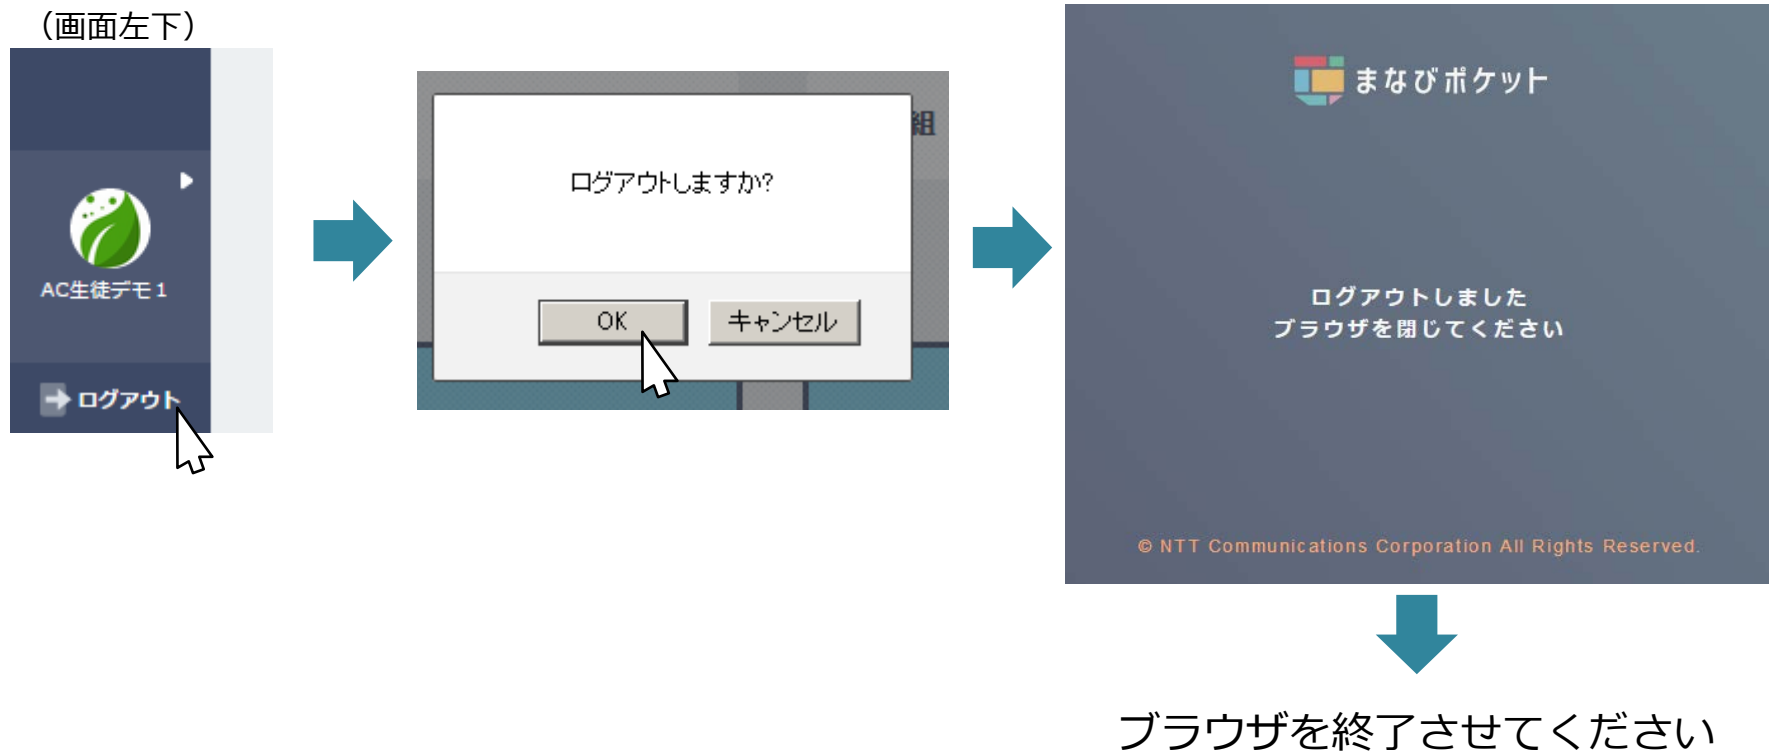 （画面左下）
AC生徒デモ1
ログアウト
組
ログアウトしますか?
OK
キャンセル
まなびポケット
ログアウトしました
ブラウザを閉じてください
© NTT Communications Corporation All Rights Reserved.
ブラウザを終了させてください